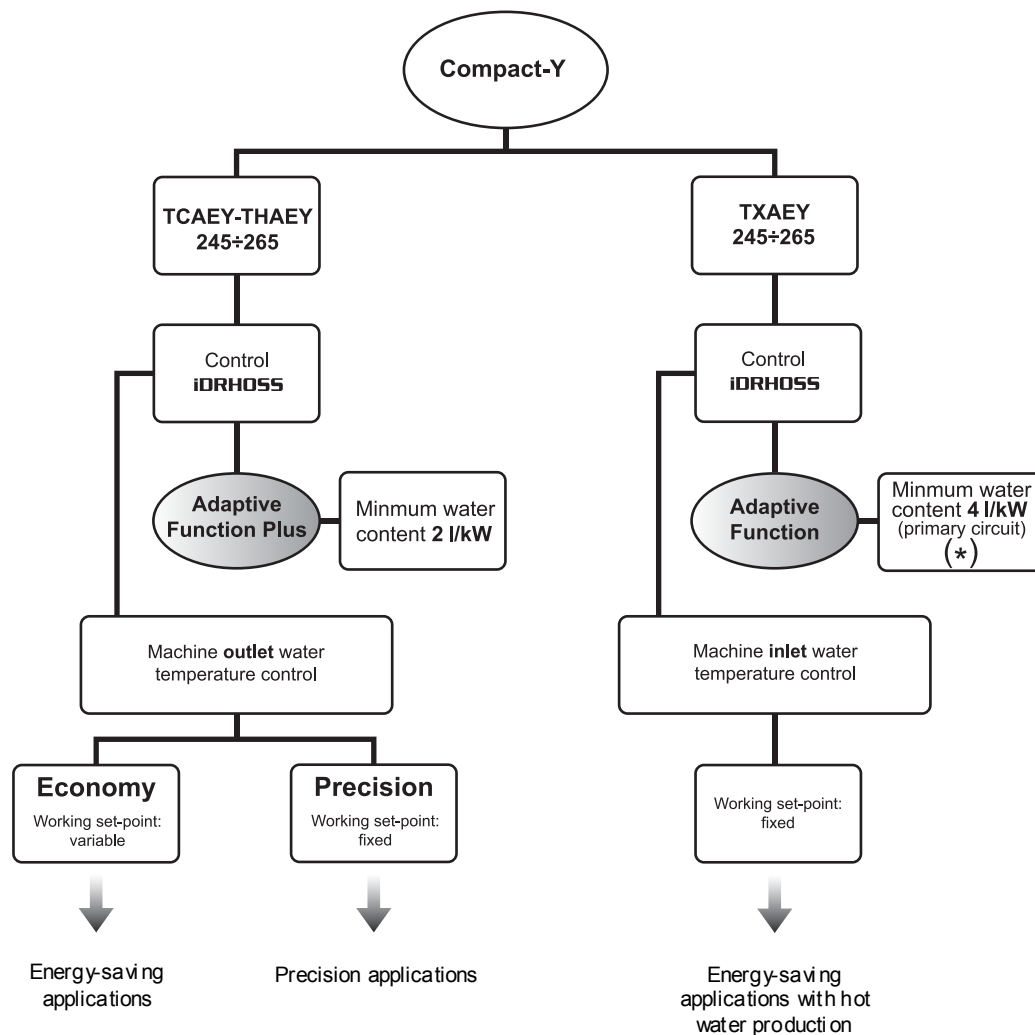 Compact-Y
TCAEY-THAEY
245÷265
TXAEY
245÷265
Control
iDRHOSS
Control
iDRHOSS
Adaptive
Function Plus
Minmum water
content 2 l/kW
Adaptive
Function
Minmum water
content 4 l/kW
(primary circuit)
(*)
Machine outlet water
temperature control
Machine inlet water
temperature control
Economy
Working set-point:
variable
Precision
Working set-point:
fixed
Working set-point:
fixed
Energy-saving
applications
Precision applications
Energy-saving
applications with hot
water production